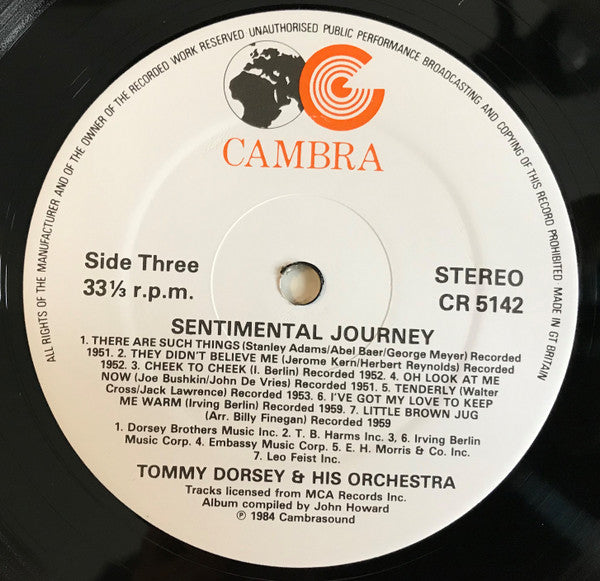 ALL RIGHTS OF THE MANUFACTURER AND OF THE OWNER OF THE RECORDED WORK RESERVED · UNAUTHORISED PUBLIC PERFORMANCE BROADCASTING AND COPYING OF THIS RECORD PROHIBITED · MADE IN GT BRITAIN
CAMBRA
Side Three
33⅓ r.p.m.
STEREO
CR 5142
SENTIMENTAL JOURNEY
1. THERE ARE SUCH THINGS (Stanley Adams/Abel Baer/George Meyer) Recorded
1951. 2. THEY DIDN'T BELIEVE ME (Jerome Kern/Herbert Reynolds) Recorded
1952. 3. CHEEK TO CHEEK (I. Berlin) Recorded 1952. 4. OH LOOK AT ME
NOW (Joe Bushkin/John De Vries) Recorded 1951. 5. TENDERLY (Walter
Cross/Jack Lawrence) Recorded 1953. 6. I'VE GOT MY LOVE TO KEEP
ME WARM (Irving Berlin) Recorded 1959. 7. LITTLE BROWN JUG
(Arr. Billy Finegan) Recorded 1959
1. Dorsey Brothers Music Inc. 2. T. B. Harms Inc. 3, 6. Irving Berlin
Music Corp. 4. Embassy Music Corp. 5. E. H. Morris & Co. Inc.
7. Leo Feist Inc.
TOMMY DORSEY & HIS ORCHESTRA
Tracks licensed from MCA Records Inc.
Album compiled by John Howard
℗ 1984 Cambrasound